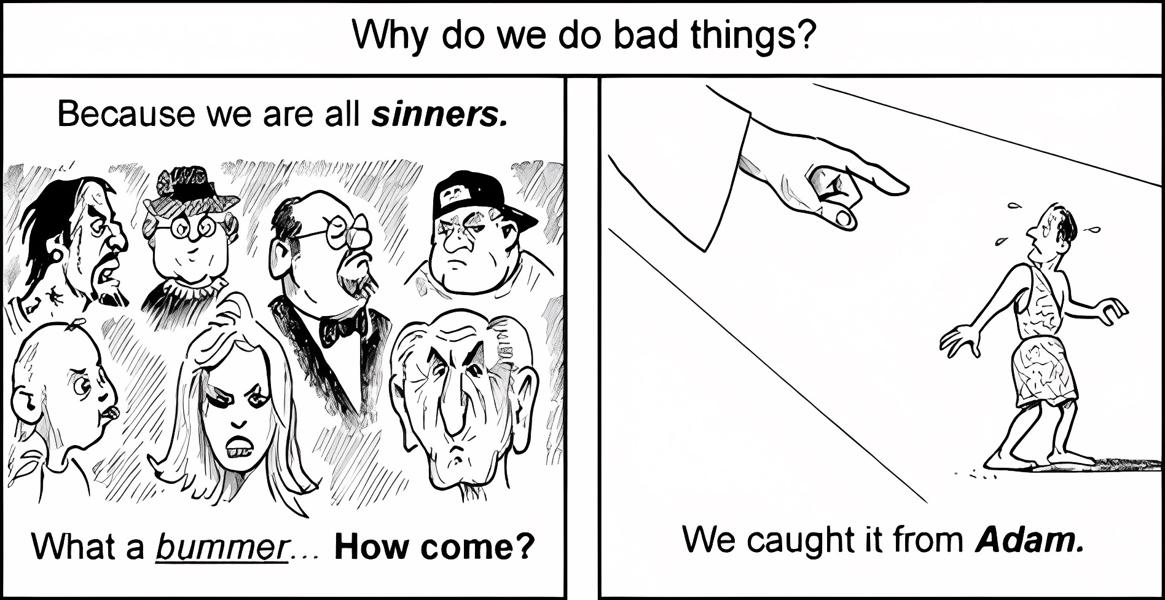 Why do we do bad things?
Because we are all sinners.
What a bummer... How come?
We caught it from Adam.